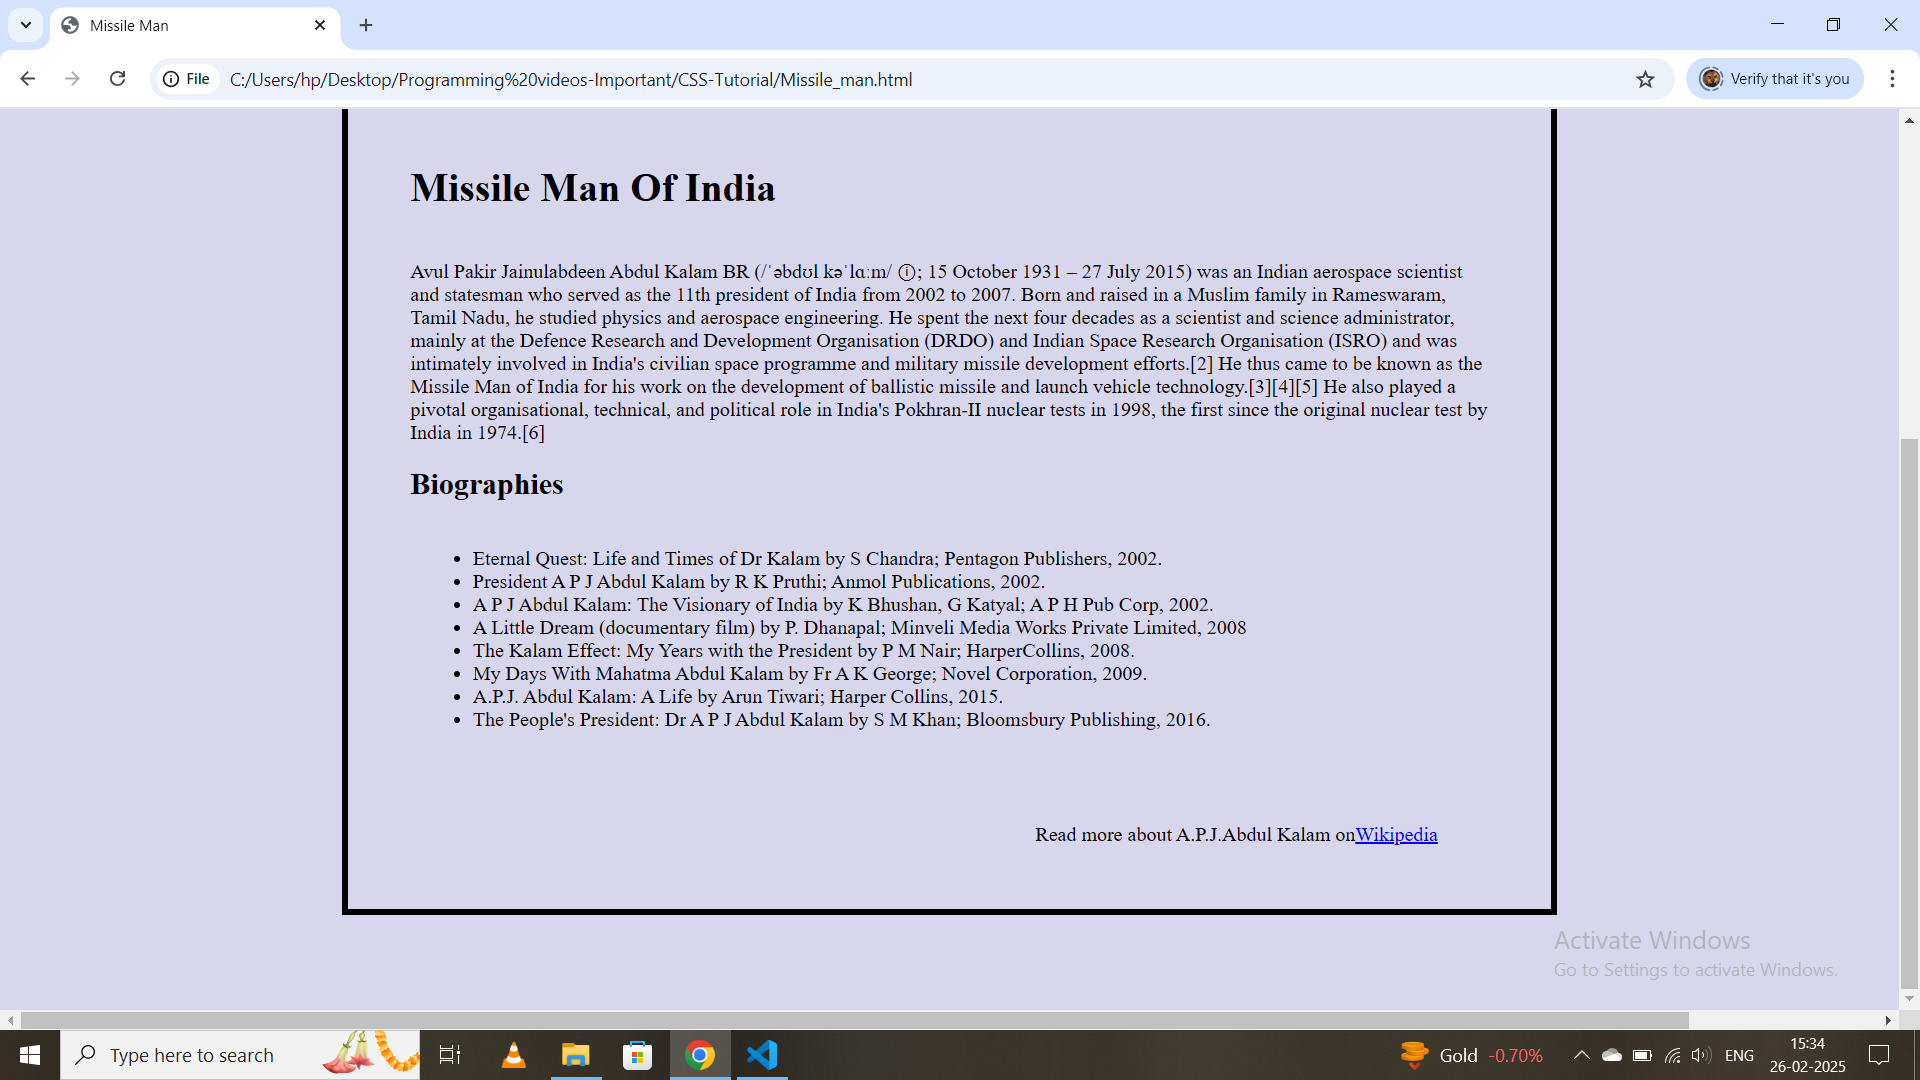 Missile Man
File
C:/Users/hp/Desktop/Programming%20videos-Important/CSS-Tutorial/Missile_man.html
Verify that it's you
Missile Man Of India
Avul Pakir Jainulabdeen Abdul Kalam BR (/ˈəbdʊl kəˈlɑːm/ ⓘ; 15 October 1931 – 27 July 2015) was an Indian aerospace scientist
and statesman who served as the 11th president of India from 2002 to 2007. Born and raised in a Muslim family in Rameswaram,
Tamil Nadu, he studied physics and aerospace engineering. He spent the next four decades as a scientist and science administrator,
mainly at the Defence Research and Development Organisation (DRDO) and Indian Space Research Organisation (ISRO) and was
intimately involved in India's civilian space programme and military missile development efforts.[2] He thus came to be known as the
Missile Man of India for his work on the development of ballistic missile and launch vehicle technology.[3][4][5] He also played a
pivotal organisational, technical, and political role in India's Pokhran-II nuclear tests in 1998, the first since the original nuclear test by
India in 1974.[6]
Biographies
• Eternal Quest: Life and Times of Dr Kalam by S Chandra; Pentagon Publishers, 2002.
• President A P J Abdul Kalam by R K Pruthi; Anmol Publications, 2002.
• A P J Abdul Kalam: The Visionary of India by K Bhushan, G Katyal; A P H Pub Corp, 2002.
• A Little Dream (documentary film) by P. Dhanapal; Minveli Media Works Private Limited, 2008
• The Kalam Effect: My Years with the President by P M Nair; HarperCollins, 2008.
• My Days With Mahatma Abdul Kalam by Fr A K George; Novel Corporation, 2009.
• A.P.J. Abdul Kalam: A Life by Arun Tiwari; Harper Collins, 2015.
• The People's President: Dr A P J Abdul Kalam by S M Khan; Bloomsbury Publishing, 2016.
Read more about A.P.J.Abdul Kalam onWikipedia
Activate Windows
Go to Settings to activate Windows.
Type here to search
Gold -0.70%
ENG
15:34
26-02-2025